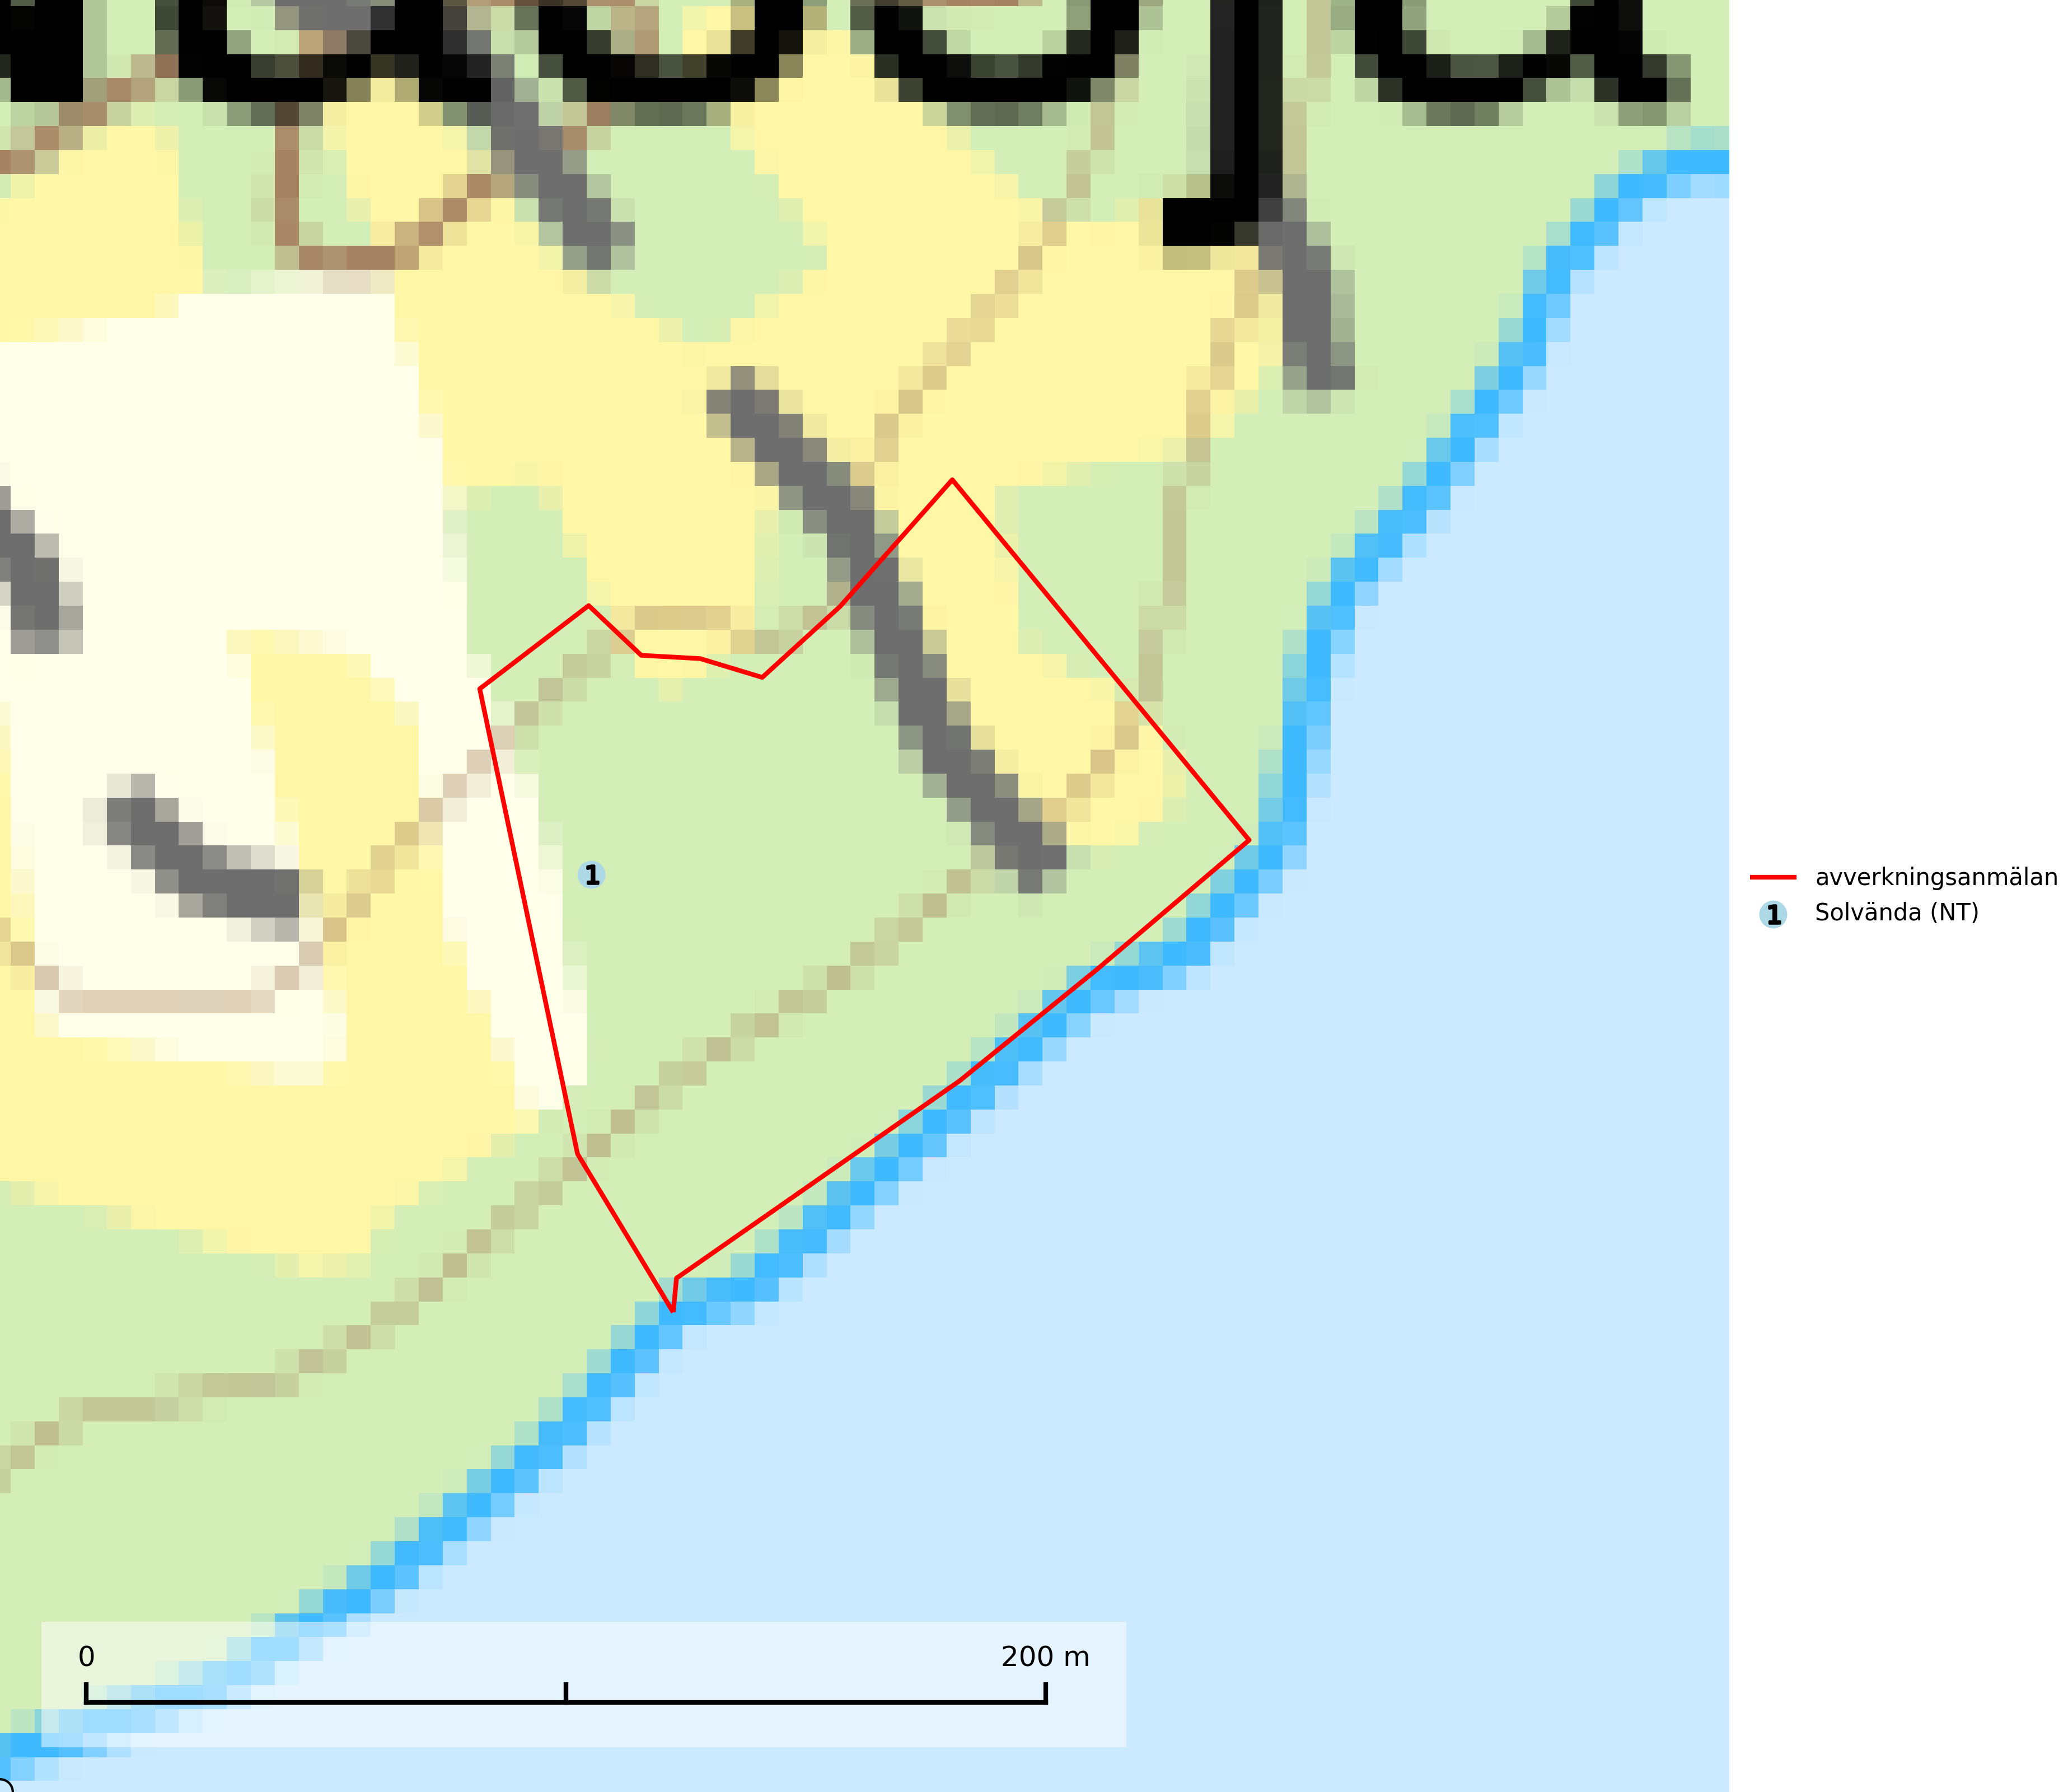 1
avverkningsanmälan
1 Solvända (NT)
0 200 m